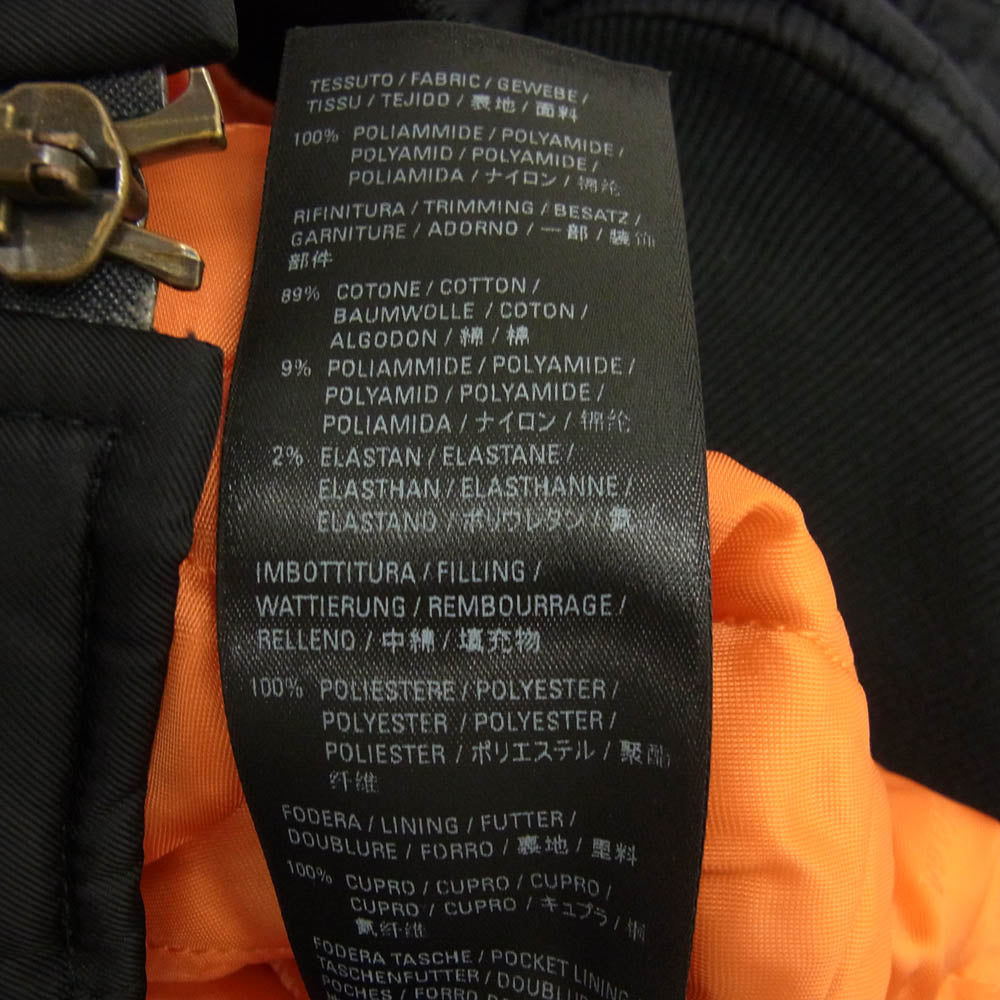 TESSUTO / FABRIC / GEWEBE /
TISSU / TEJIDO / 裏地 / 面料
100% POLIAMMIDE / POLYAMIDE /
POLYAMID / POLYAMIDE /
POLIAMIDA / ナイロン / 锦纶
RIFINITURA / TRIMMING / BESATZ /
GARNITURE / ADORNO / 一部 / 装饰
部件
89% COTONE / COTTON /
BAUMWOLLE / COTON /
ALGODON / 綿 / 棉
9% POLIAMMIDE / POLYAMIDE /
POLYAMID / POLYAMIDE /
POLIAMIDA / ナイロン / 锦纶
2% ELASTAN / ELASTANE /
ELASTHAN / ELASTHANNE /
ELASTANO / ポリウレタン /
IMBOTTITURA / FILLING /
WATTIERUNG / REMBOURRAGE /
RELLENO / 中綿 / 填充物
100% POLIESTERE / POLYESTER /
POLYESTER / POLYESTER /
POLIESTER / ポリエステル / 聚酯
纤维
FODERA / LINING / FUTTER /
DOUBLURE / FORRO / 裏地 / 里料
100% CUPRO / CUPRO / CUPRO /
CUPRO / CUPRO / キュプラ / 铜
氨纤维
FODERA TASCHE / POCKET LINING
TASCHENFUTTER / DOUBLURE
POCHES / FORRO